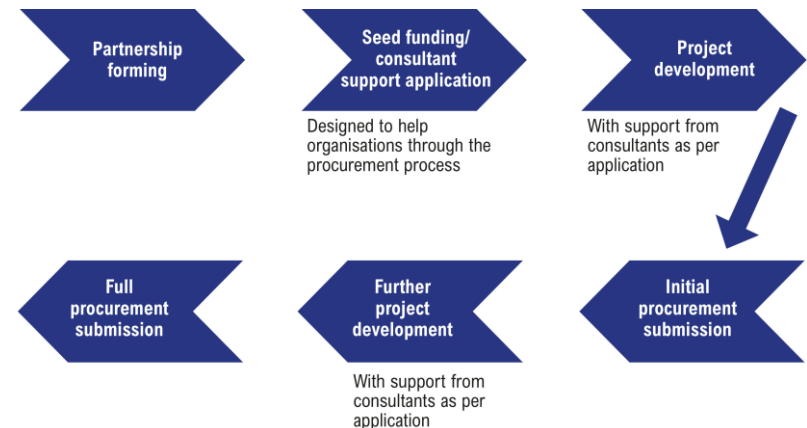 Partnership
forming
Seed funding/
consultant
support application
Designed to help
organisations through the
procurement process
Project
development
With support from
consultants as per
application
Initial
procurement
submission
Further
project
development
With support from
consultants as per
application
Full
procurement
submission